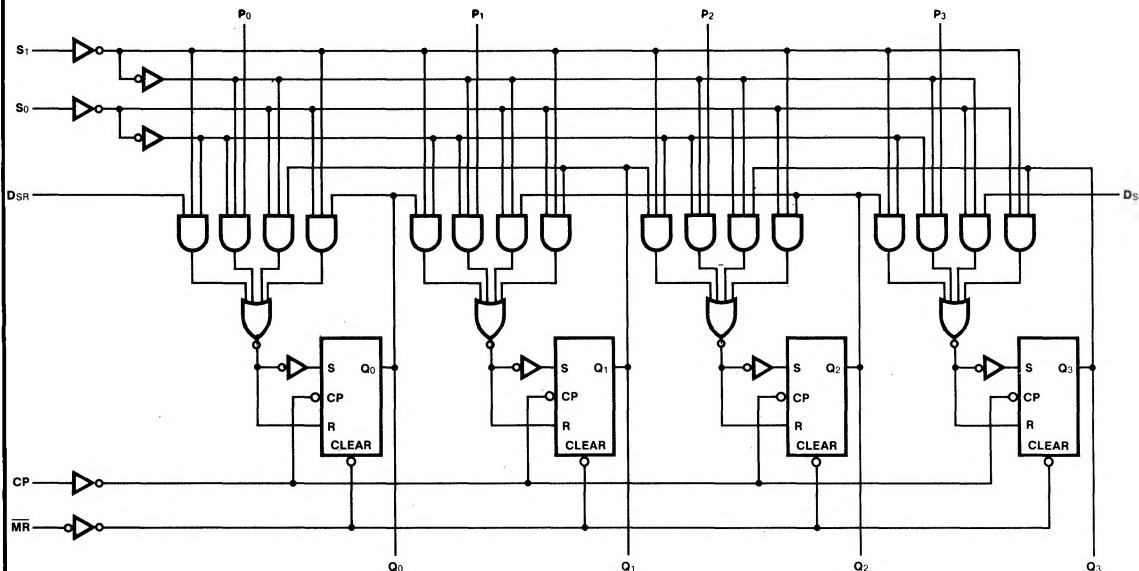 P0 P1 P2 P3
S1
S0
DSR
DS
S Q0 S Q1 S Q2 S Q3
CP CP CP CP
R R R R
CLEAR CLEAR CLEAR CLEAR
CP
MR
Q0 Q1 Q2 Q3